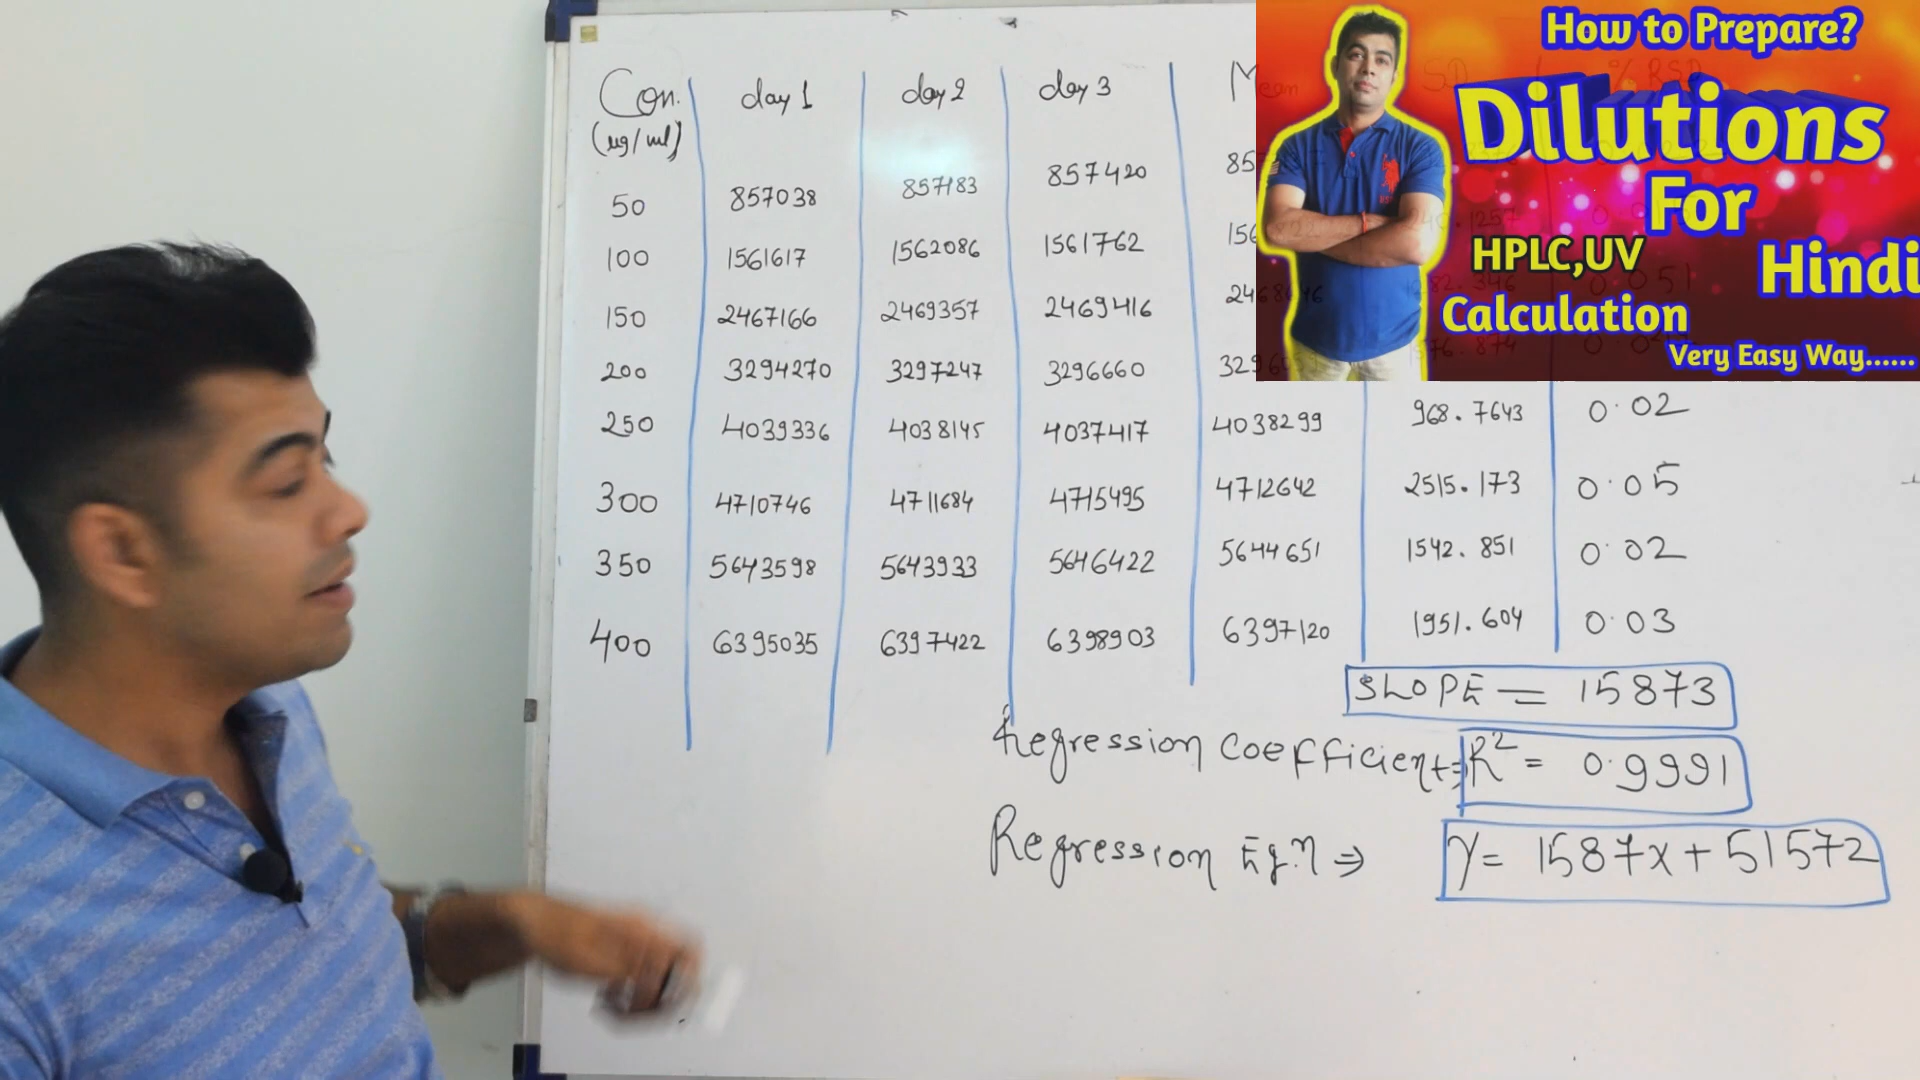 Con. day 1 day 2 day 3 Mean
(ug/ml)
50 857038 857183 857420
100 1561617 1562086 1561762
150 2467166 2469357 2469416
200 3294270 3297247 3296660
250 4039336 4038145 4037417 4038299 968.7643 0.02
300 4710746 4711684 4715495 4712642 2515.173 0.05
350 5643598 5643933 5646422 5644651 1542.851 0.02
400 6395035 6397422 6398903 6397120 1951.604 0.03
SLOPE = 15873
Regression coefficient ⇒ R² = 0.9991
Regression Eq.n ⇒ Y = 1587x + 51572
How to Prepare?
Dilutions
For
HPLC,UV Hindi
Calculation
Very Easy Way......